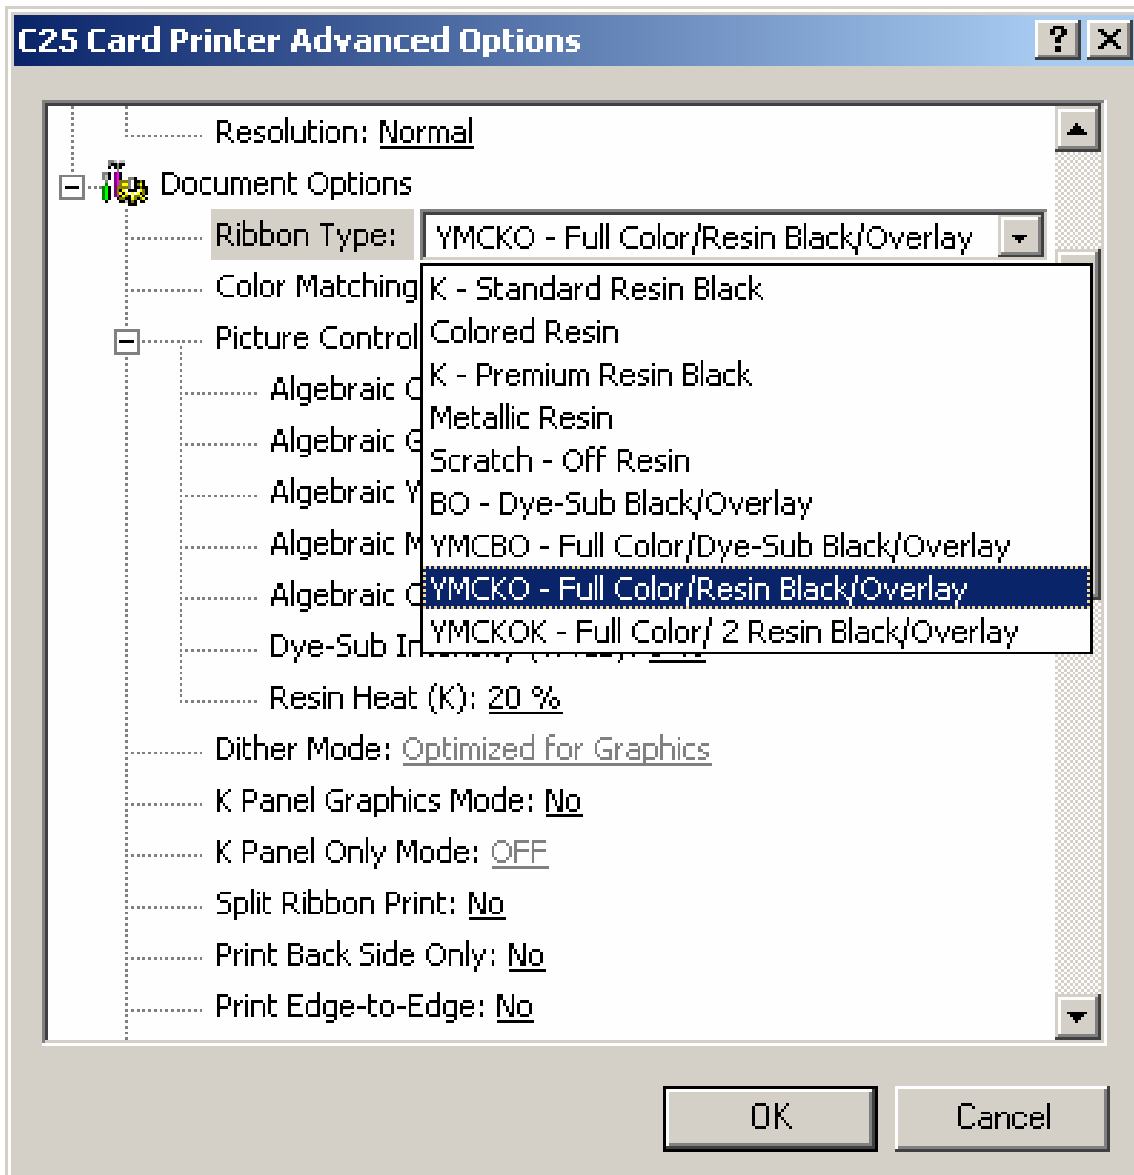 C25 Card Printer Advanced Options
Resolution: Normal
Document Options
Ribbon Type: YMCKO - Full Color/Resin Black/Overlay
Color Matching
K - Standard Resin Black
Colored Resin
Picture Control
K - Premium Resin Black
Algebraic
Metallic Resin
Algebraic
Scratch - Off Resin
Algebraic Y
BO - Dye-Sub Black/Overlay
Algebraic M
YMCBO - Full Color/Dye-Sub Black/Overlay
Algebraic
YMCKO - Full Color/Resin Black/Overlay
Dye-Sub
YMCKOK - Full Color/ 2 Resin Black/Overlay
Resin Heat (K): 20 %
Dither Mode: Optimized for Graphics
K Panel Graphics Mode: No
K Panel Only Mode: OFF
Split Ribbon Print: No
Print Back Side Only: No
Print Edge-to-Edge: No
OK Cancel